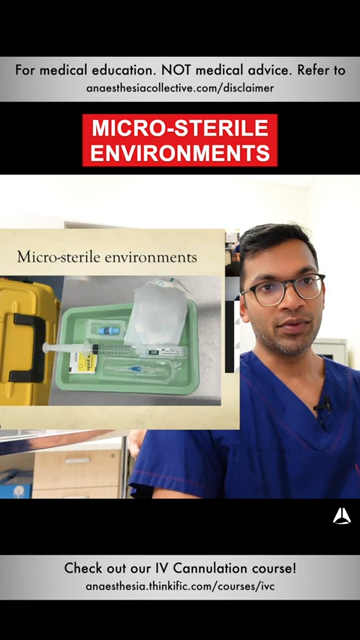 For medical education. NOT medical advice. Refer to
anaesthesiacollective.com/disclaimer
MICRO-STERILE
ENVIRONMENTS
Micro-sterile environments
Check out our IV Cannulation course!
anaesthesia.thinkific.com/courses/ivc